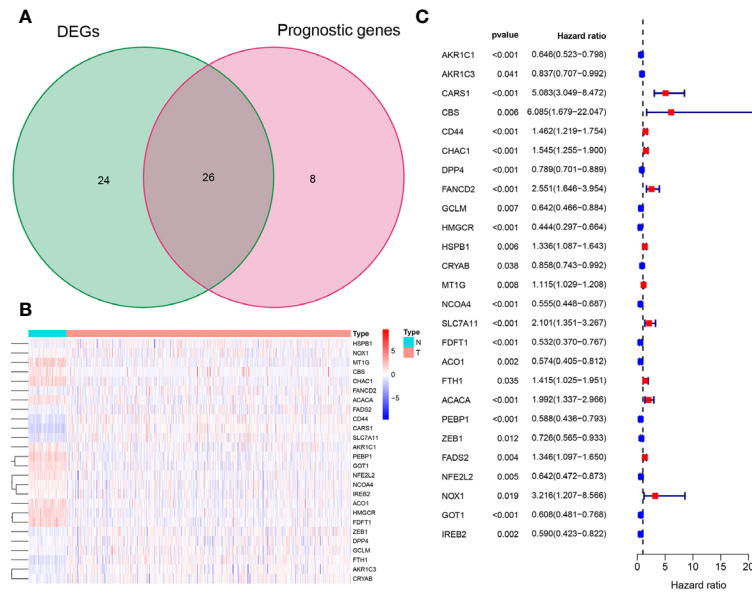 A
DEGs
Prognostic genes
24
26
8
B
Type
HSPB1
NOX1
MT1G
CBS
CHAC1
FANCD2
ACACA
FADS2
CD44
CARS1
SLC7A11
AKR1C1
PEBP1
GOT1
NFE2L2
NCOA4
IREB2
ACO1
HMGCR
FDFT1
ZEB1
DPP4
GCLM
FTH1
AKR1C3
CRYAB
5
0
−5
Type
N
T
C
pvalue Hazard ratio
AKR1C1 <0.001 0.646(0.523−0.798)
AKR1C3 0.041 0.837(0.707−0.992)
CARS1 <0.001 5.083(3.049−8.472)
CBS 0.006 6.085(1.679−22.047)
CD44 <0.001 1.462(1.219−1.754)
CHAC1 <0.001 1.545(1.255−1.900)
DPP4 <0.001 0.789(0.701−0.889)
FANCD2 <0.001 2.551(1.646−3.954)
GCLM 0.007 0.642(0.466−0.884)
HMGCR <0.001 0.444(0.297−0.664)
HSPB1 0.006 1.336(1.087−1.643)
CRYAB 0.038 0.858(0.743−0.992)
MT1G 0.008 1.115(1.029−1.208)
NCOA4 <0.001 0.555(0.448−0.687)
SLC7A11 <0.001 2.101(1.351−3.267)
FDFT1 <0.001 0.532(0.370−0.767)
ACO1 0.002 0.574(0.405−0.812)
FTH1 0.035 1.415(1.025−1.951)
ACACA <0.001 1.992(1.337−2.966)
PEBP1 <0.001 0.588(0.436−0.793)
ZEB1 0.012 0.726(0.565−0.933)
FADS2 0.004 1.346(1.097−1.650)
NFE2L2 0.005 0.642(0.472−0.873)
NOX1 0.019 3.216(1.207−8.566)
GOT1 <0.001 0.608(0.481−0.768)
IREB2 0.002 0.590(0.423−0.822)
0 5 10 15 20
Hazard ratio